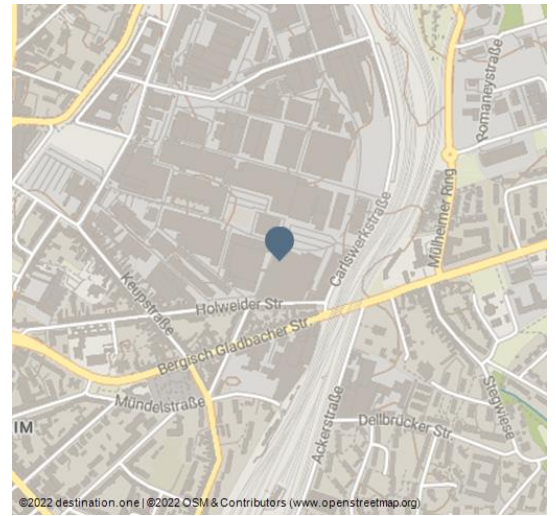 Romaneystraße
Mülheimer Ring
Carlswerkstraße
Keupstraße
Holweider Str.
Bergisch Gladbacher Str.
Mündelstraße
IM
Ackerstraße
Dellbrücker Str.
Stegwiese
©2022 destination.one | ©2022 OSM & Contributors (www.openstreetmap.org)